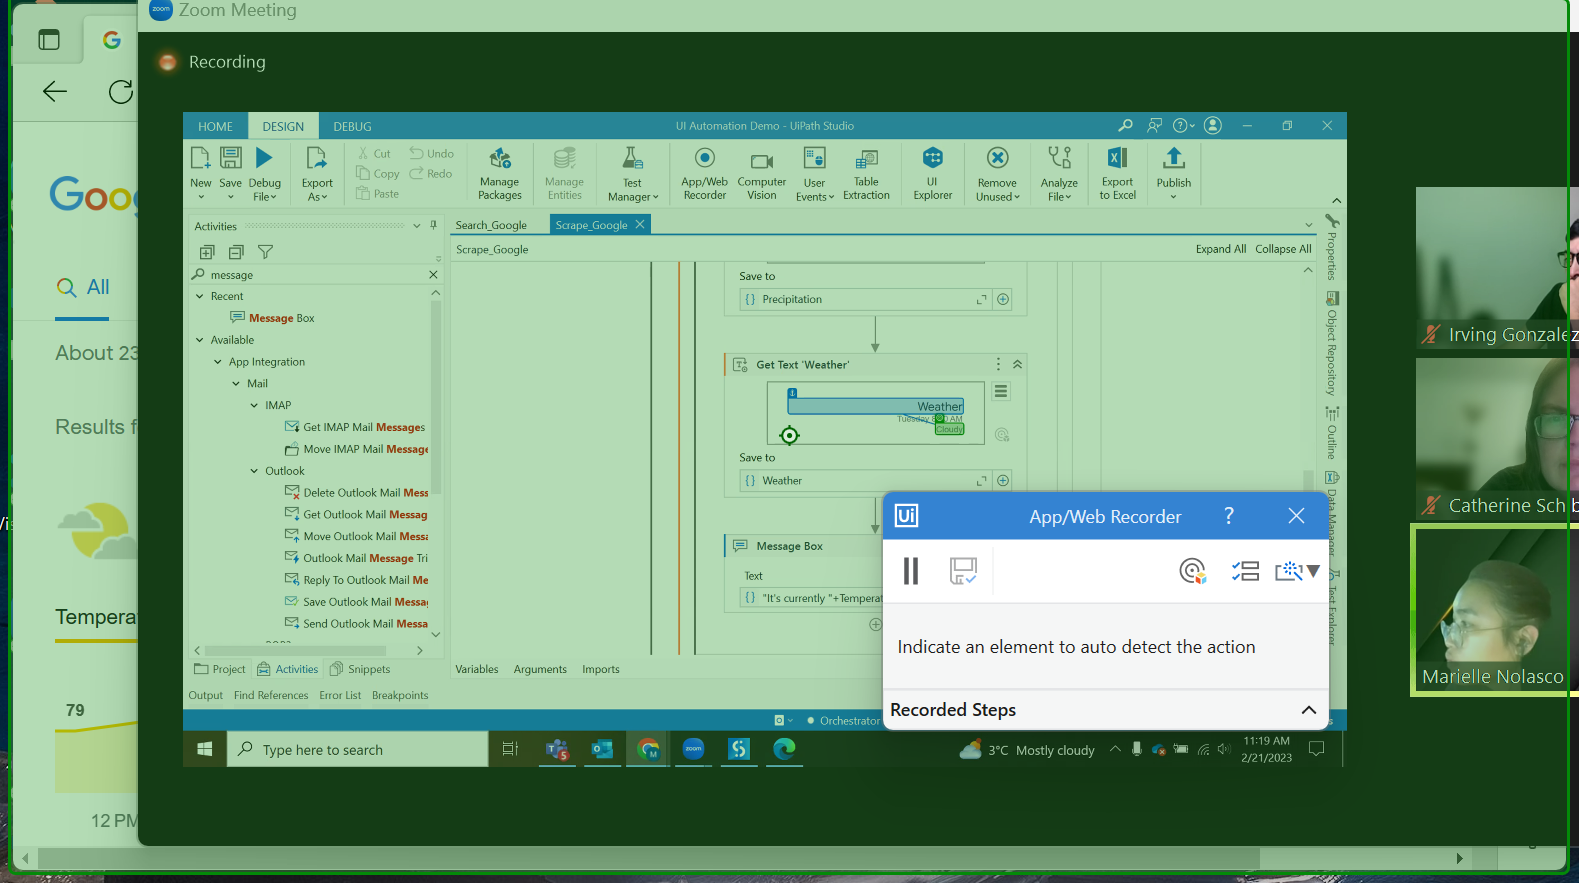 Zoom Meeting
Recording
HOME DESIGN DEBUG UI Automation Demo - UiPath Studio
New Save Debug File Export As Cut Copy Paste Undo Redo Manage Packages Manage Entities Test Manager App/Web Recorder Computer Vision User Events Table Extraction UI Explorer Remove Unused Analyze File Export to Excel Publish
Activities
message
Recent
Message Box
Available
App Integration
Mail
IMAP
Get IMAP Mail Messages
Move IMAP Mail Message
Outlook
Delete Outlook Mail Mess
Get Outlook Mail Messag
Move Outlook Mail Messa
Outlook Mail Message Tri
Reply To Outlook Mail Me
Save Outlook Mail Messa
Send Outlook Mail Messa
Project Activities Snippets
Output Find References Error List Breakpoints
Search_Google Scrape_Google
Scrape_Google Expand All Collapse All
Save to
Precipitation
Get Text 'Weather'
Weather
Cloudy
Save to
Weather
Message Box
Text
"It's currently "+Temperat
Variables Arguments Imports
Orchestrator
Properties
Object Repository
Outline
Data Manager
Test Explorer
App/Web Recorder ?
Indicate an element to auto detect the action
Recorded Steps
Type here to search
3°C Mostly cloudy
11:19 AM
2/21/2023
Goog
All
About 23
Results f
Tempera
79
12 PM
Irving Gonzalez
Catherine Schib
Marielle Nolasco